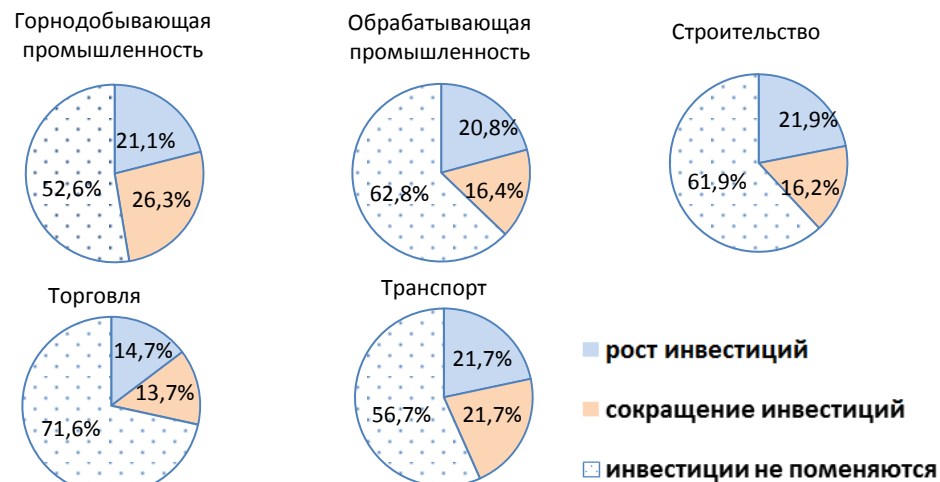 Горнодобывающая
промышленность
21,1%
26,3%
52,6%
Обрабатывающая
промышленность
20,8%
16,4%
62,8%
Строительство
21,9%
16,2%
61,9%
Торговля
14,7%
13,7%
71,6%
Транспорт
21,7%
21,7%
56,7%
рост инвестиций
сокращение инвестиций
инвестиции не поменяются